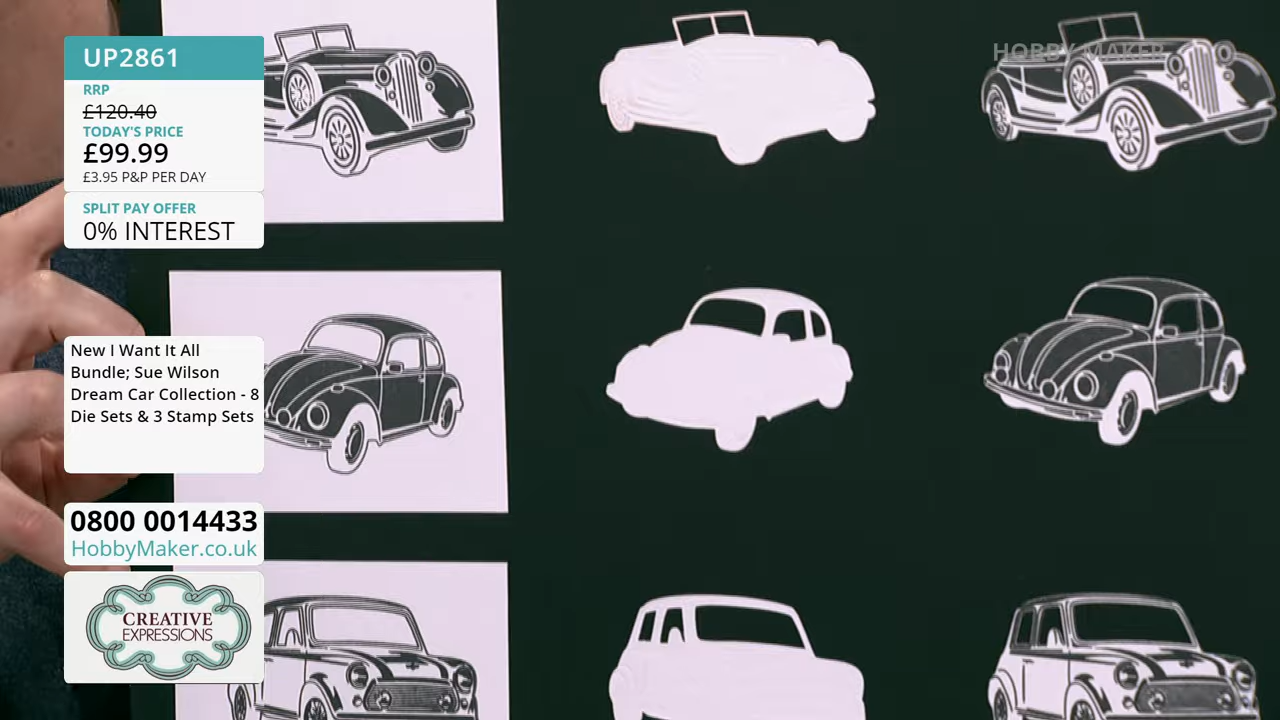 UP2861
RRP
£120.40
TODAY'S PRICE
£99.99
£3.95 P&P PER DAY
SPLIT PAY OFFER
0% INTEREST
New I Want It All
Bundle; Sue Wilson
Dream Car Collection - 8
Die Sets & 3 Stamp Sets
0800 0014433
HobbyMaker.co.uk
CREATIVE
EXPRESSIONS
HOBBY MAKER